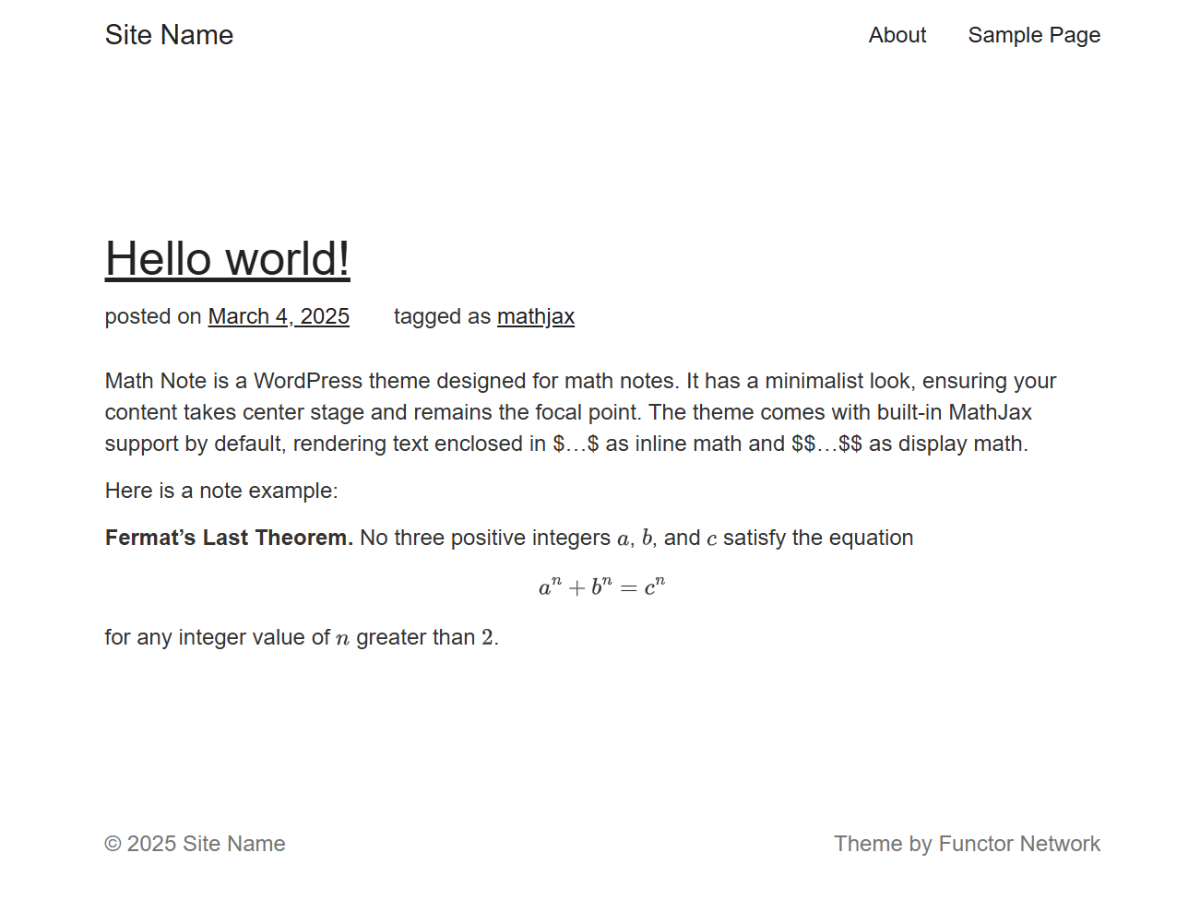 Site Name About Sample Page
Hello world!
posted on March 4, 2025 tagged as mathjax
Math Note is a WordPress theme designed for math notes. It has a minimalist look, ensuring your
content takes center stage and remains the focal point. The theme comes with built-in MathJax
support by default, rendering text enclosed in $…$ as inline math and $$…$$ as display math.
Here is a note example:
Fermat’s Last Theorem. No three positive integers a, b, and c satisfy the equation
aⁿ + bⁿ = cⁿ
for any integer value of n greater than 2.
© 2025 Site Name Theme by Functor Network